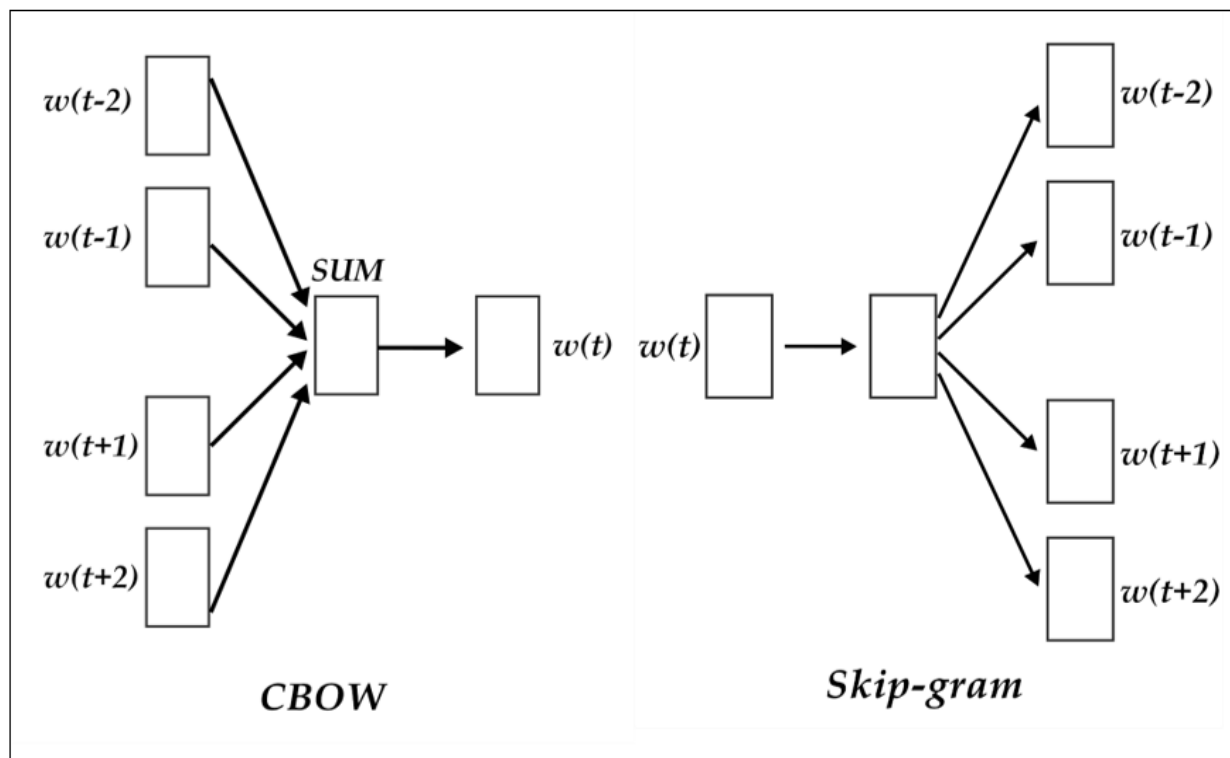 w(t-2)
w(t-1)
SUM
w(t)
w(t+1)
w(t+2)
CBOW
w(t-2)
w(t-1)
w(t)
w(t+1)
w(t+2)
Skip-gram